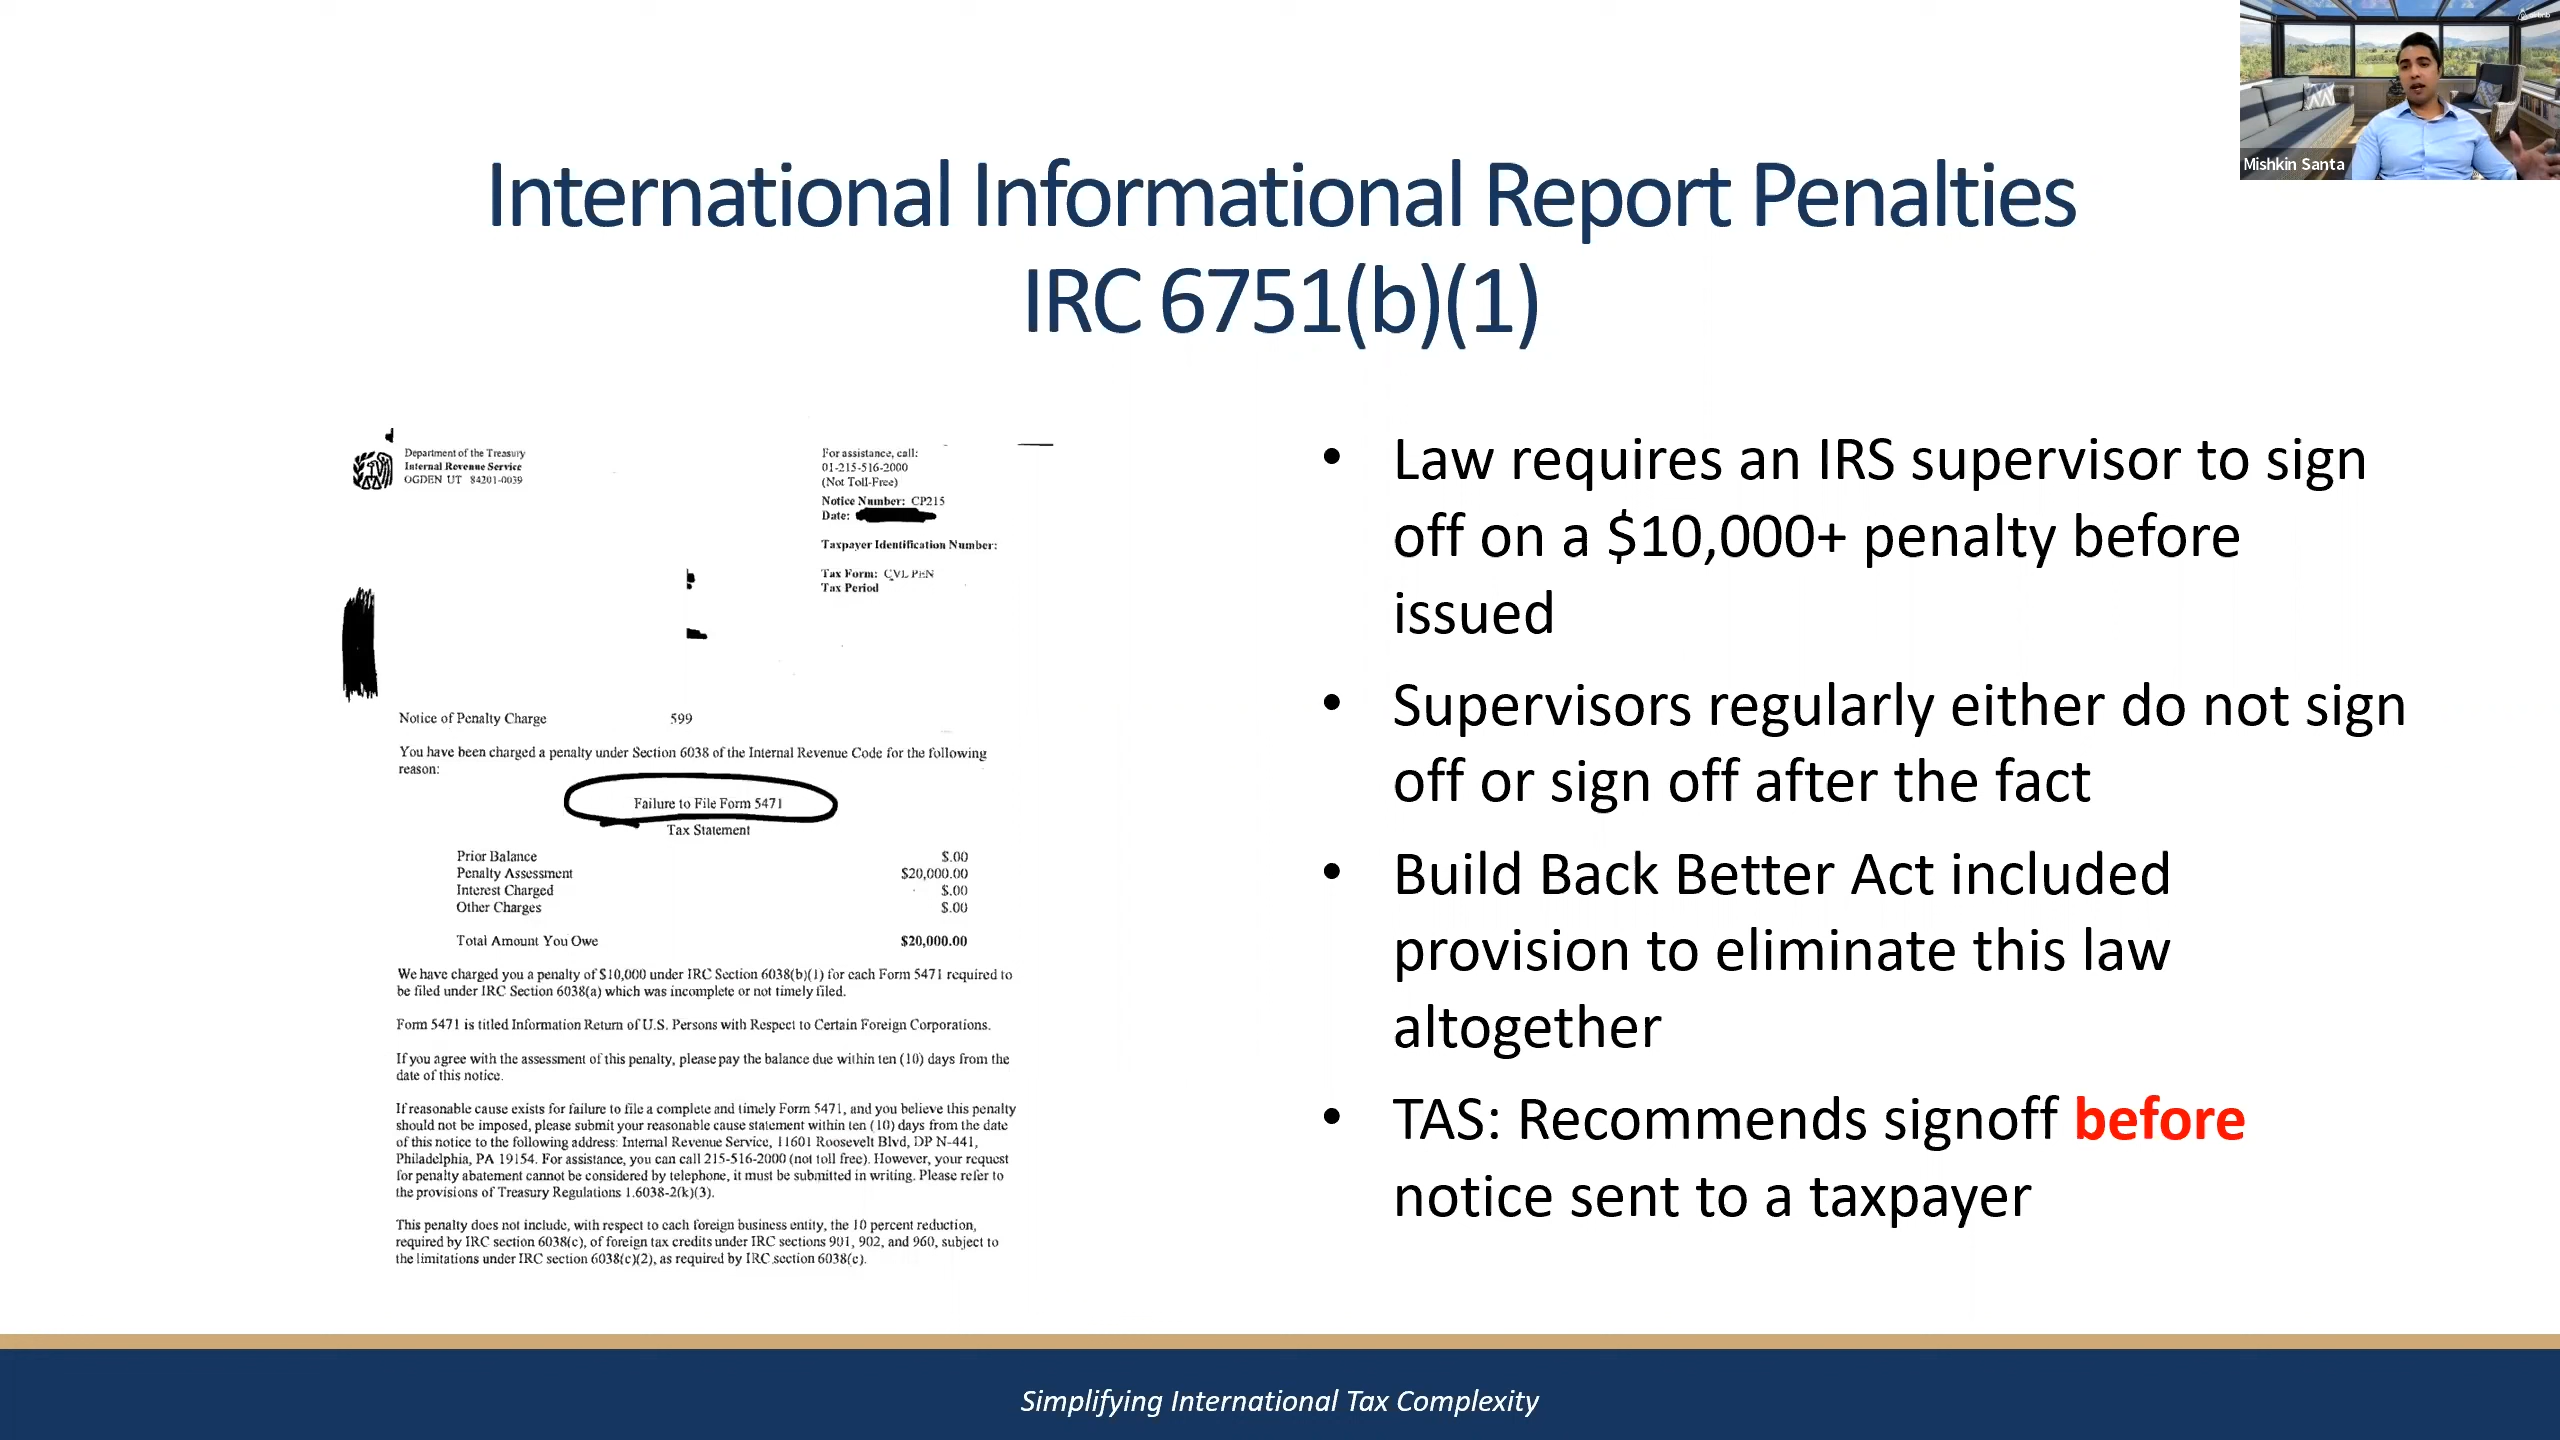 Mishkin Santa
International Informational Report Penalties
IRC 6751(b)(1)
Department of the Treasury
Internal Revenue Service
OGDEN UT 84201-0039
For assistance, call:
01-215-516-2000
(Not Toll-Free)
Notice Number: CP215
Date:
Taxpayer Identification Number:
Tax Form: CVL PEN
Tax Period
Notice of Penalty Charge 599
You have been charged a penalty under Section 6038 of the Internal Revenue Code for the following
reason:
Failure to File Form 5471
Tax Statement
Prior Balance $.00
Penalty Assessment $20,000.00
Interest Charged $.00
Other Charges $.00
Total Amount You Owe $20,000.00
We have charged you a penalty of $10,000 under IRC Section 6038(b)(1) for each Form 5471 required to
be filed under IRC Section 6038(a) which was incomplete or not timely filed.
Form 5471 is titled Information Return of U.S. Persons with Respect to Certain Foreign Corporations.
If you agree with the assessment of this penalty, please pay the balance due within ten (10) days from the
date of this notice.
If reasonable cause exists for failure to file a complete and timely Form 5471, and you believe this penalty
should not be imposed, please submit your reasonable cause statement within ten (10) days from the date
of this notice to the following address: Internal Revenue Service, 11601 Roosevelt Blvd, DP N-441,
Philadelphia, PA 19154. For assistance, you can call 215-516-2000 (not toll free). However, your request
for penalty abatement cannot be considered by telephone, it must be submitted in writing. Please refer to
the provisions of Treasury Regulations 1.6038-2(k)(3).
This penalty does not include, with respect to each foreign business entity, the 10 percent reduction,
required by IRC section 6038(c), of foreign tax credits under IRC sections 901, 902, and 960, subject to
the limitations under IRC section 6038(c)(2), as required by IRC section 6038(c).
• Law requires an IRS supervisor to sign
off on a $10,000+ penalty before
issued
• Supervisors regularly either do not sign
off or sign off after the fact
• Build Back Better Act included
provision to eliminate this law
altogether
• TAS: Recommends signoff before
notice sent to a taxpayer
Simplifying International Tax Complexity